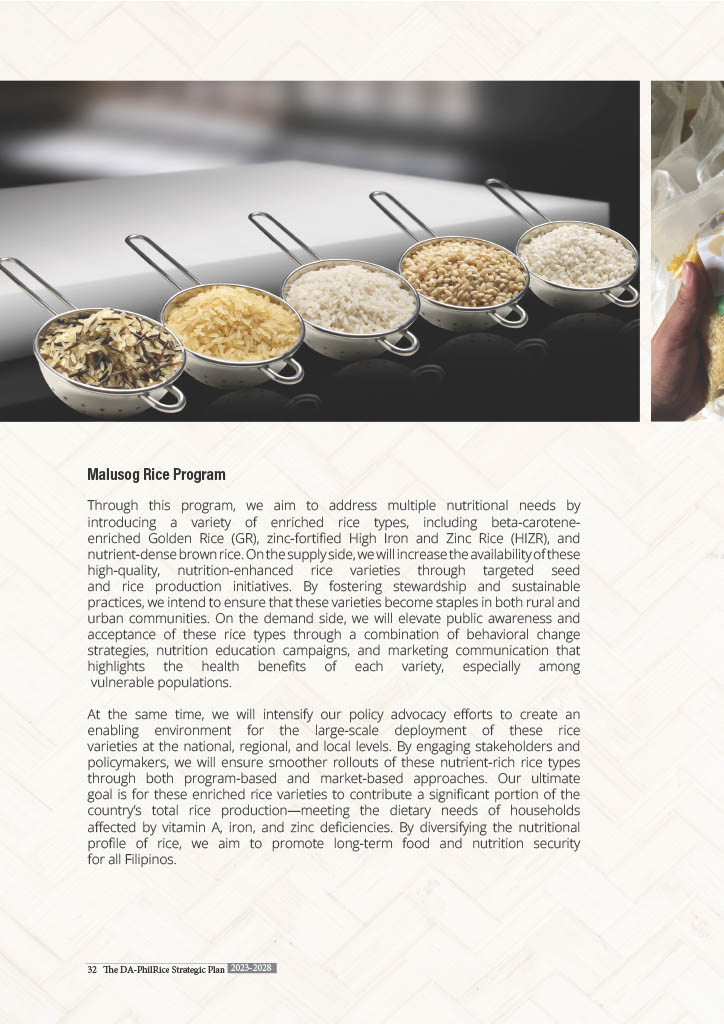 Malusog Rice Program
Through this program, we aim to address multiple nutritional needs by
introducing a variety of enriched rice types, including beta-carotene-
enriched Golden Rice (GR), zinc-fortified High Iron and Zinc Rice (HIZR), and
nutrient-dense brown rice. On the supply side, we will increase the availability of these
high-quality, nutrition-enhanced rice varieties through targeted seed
and rice production initiatives. By fostering stewardship and sustainable
practices, we intend to ensure that these varieties become staples in both rural and
urban communities. On the demand side, we will elevate public awareness and
acceptance of these rice types through a combination of behavioral change
strategies, nutrition education campaigns, and marketing communication that
highlights the health benefits of each variety, especially among
vulnerable populations.
At the same time, we will intensify our policy advocacy efforts to create an
enabling environment for the large-scale deployment of these rice
varieties at the national, regional, and local levels. By engaging stakeholders and
policymakers, we will ensure smoother rollouts of these nutrient-rich rice types
through both program-based and market-based approaches. Our ultimate
goal is for these enriched rice varieties to contribute a significant portion of the
country’s total rice production—meeting the dietary needs of households
affected by vitamin A, iron, and zinc deficiencies. By diversifying the nutritional
profile of rice, we aim to promote long-term food and nutrition security
for all Filipinos.
32 The DA-PhilRice Strategic Plan 2023-2028